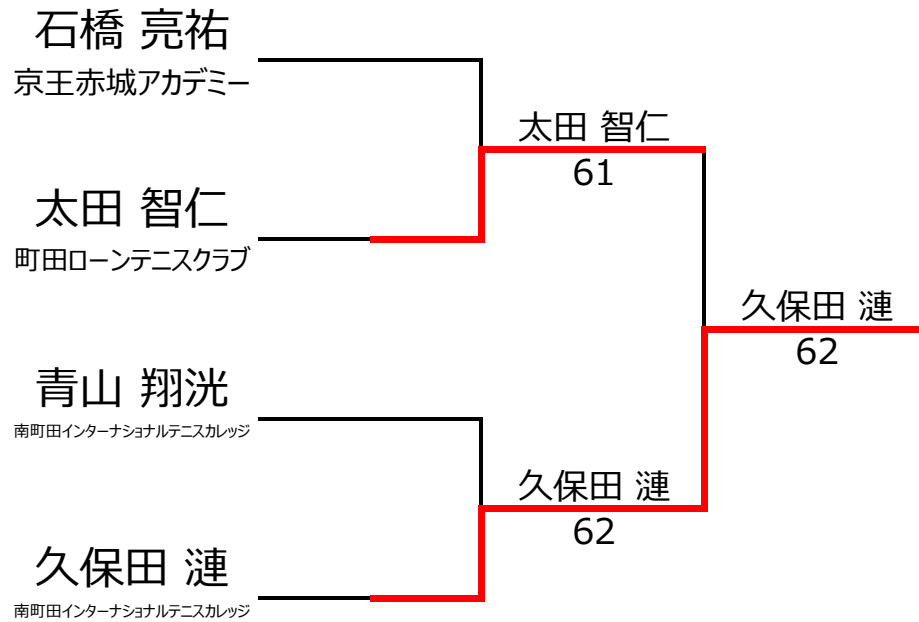 石橋 亮祐
京王赤城アカデミー
太田 智仁
61
太田 智仁
町田ローンテニスクラブ
久保田 漣
62
青山 翔洸
南町田インターナショナルテニスカレッジ
久保田 漣
62
久保田 漣
南町田インターナショナルテニスカレッジ